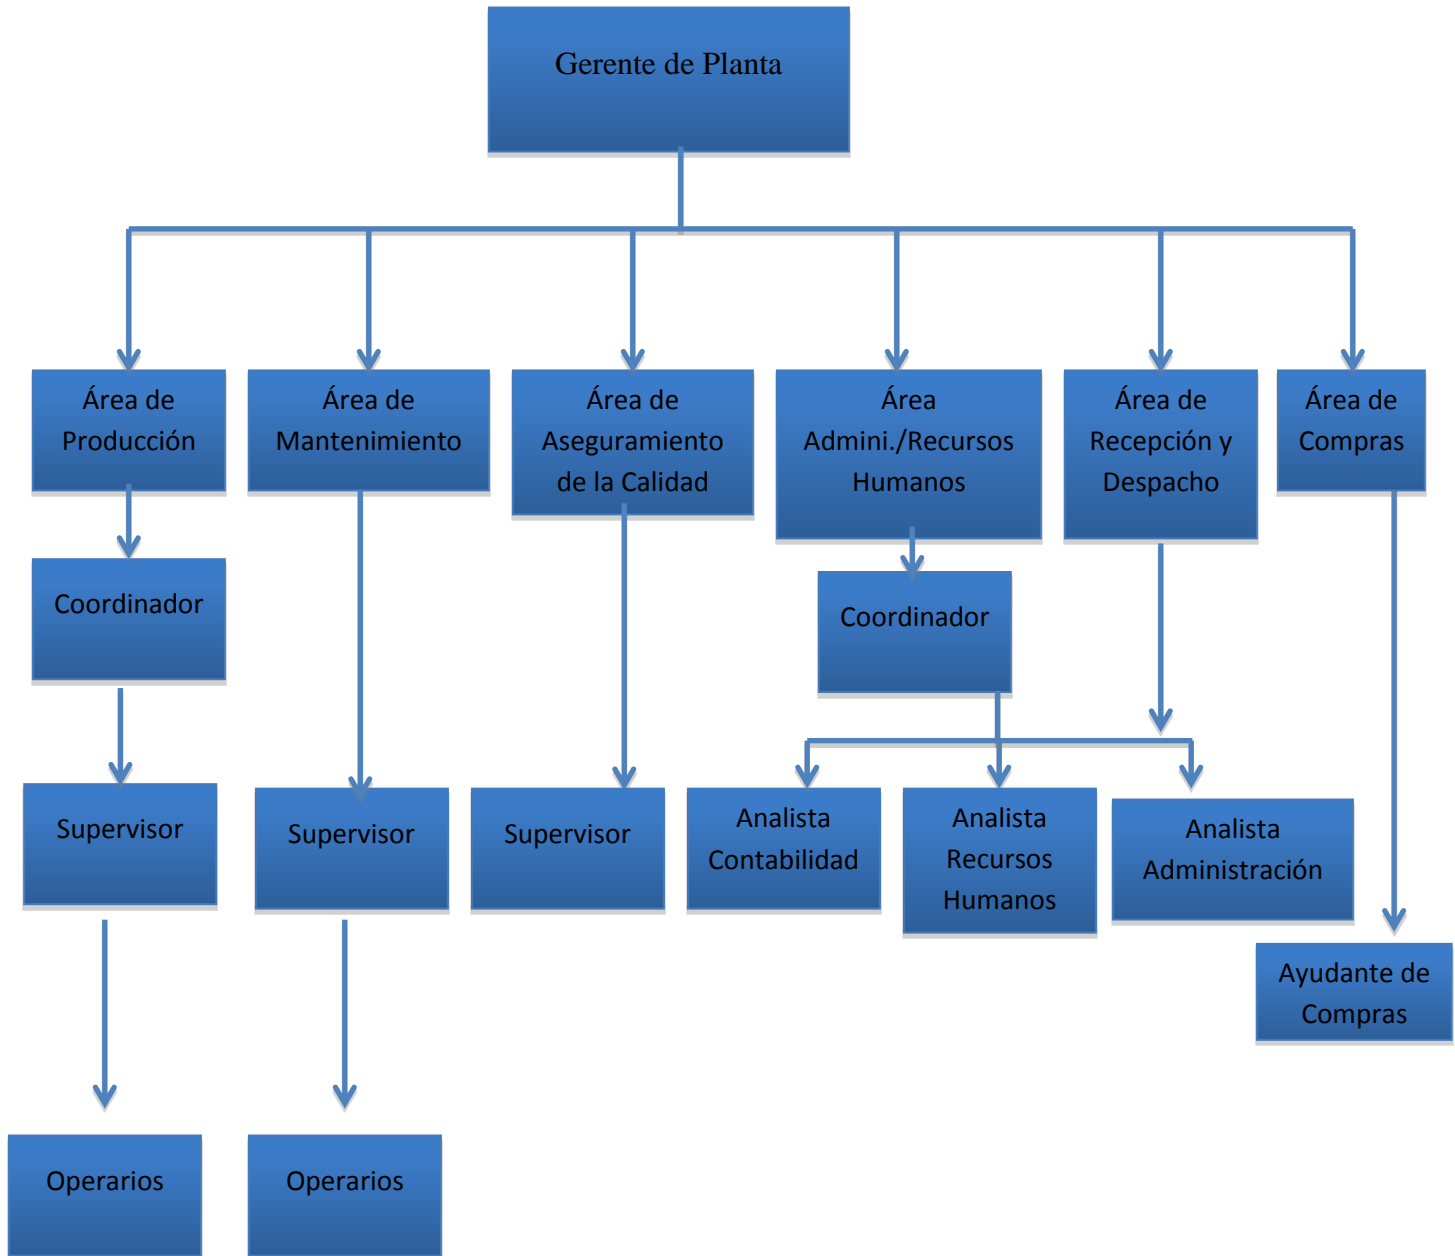 Gerente de Planta
Área de
Producción
Área de
Mantenimiento
Área de
Aseguramiento
de la Calidad
Área
Admini./Recursos
Humanos
Área de
Recepción y
Despacho
Área de
Compras
Coordinador
Coordinador
Supervisor
Supervisor
Supervisor
Analista
Contabilidad
Analista
Recursos
Humanos
Analista
Administración
Ayudante de
Compras
Operarios
Operarios